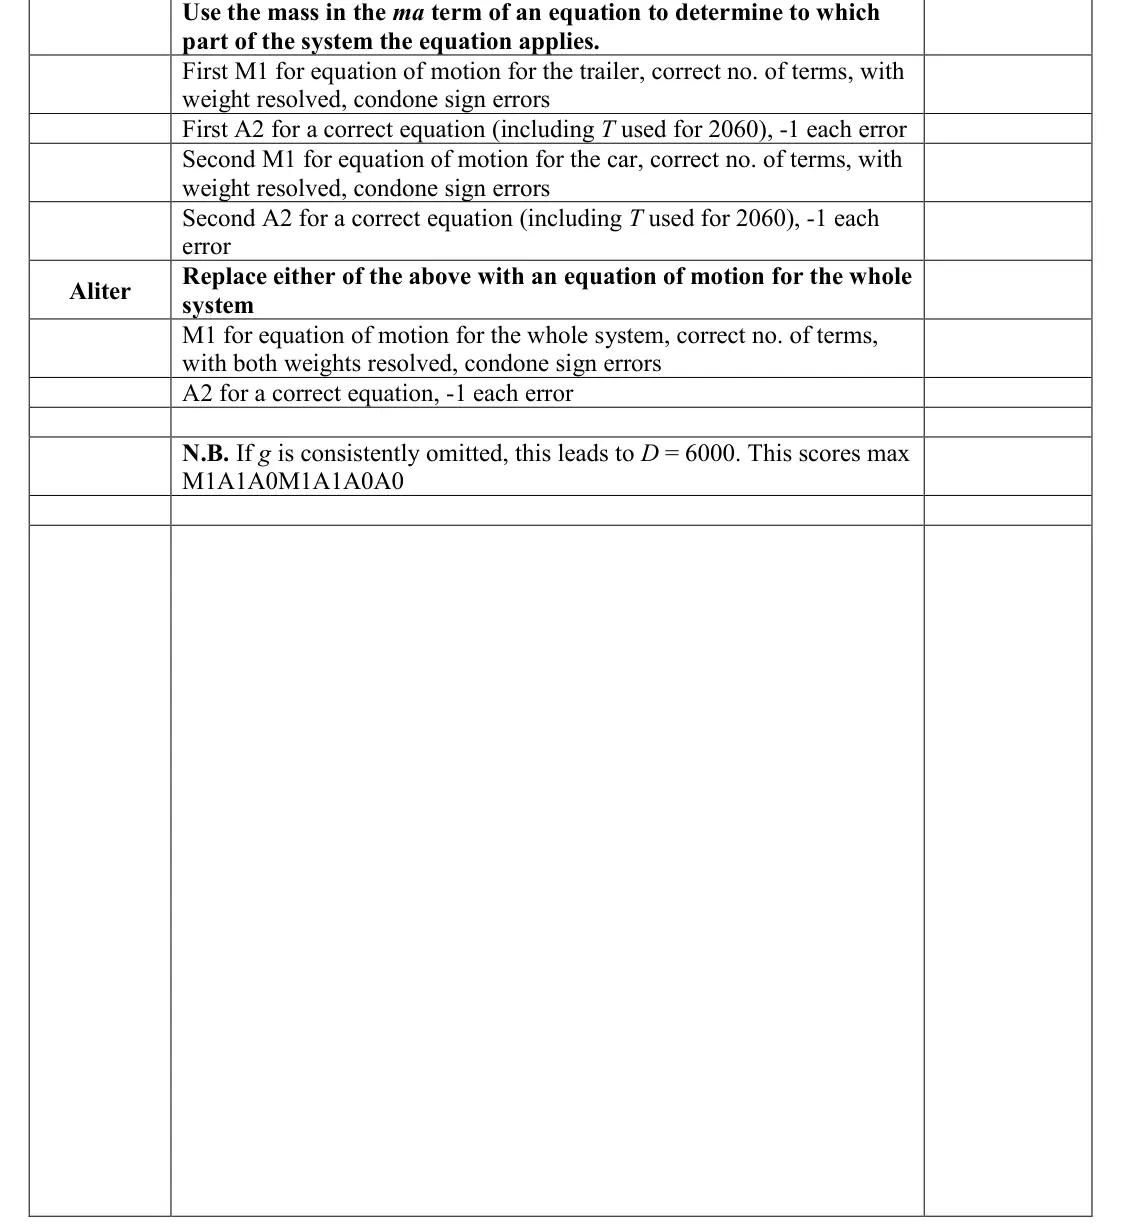 Use the mass in the ma term of an equation to determine to which
part of the system the equation applies.
First M1 for equation of motion for the trailer, correct no. of terms, with
weight resolved, condone sign errors
First A2 for a correct equation (including T used for 2060), -1 each error
Second M1 for equation of motion for the car, correct no. of terms, with
weight resolved, condone sign errors
Second A2 for a correct equation (including T used for 2060), -1 each
error
Aliter
Replace either of the above with an equation of motion for the whole
system
M1 for equation of motion for the whole system, correct no. of terms,
with both weights resolved, condone sign errors
A2 for a correct equation, -1 each error
N.B. If g is consistently omitted, this leads to D = 6000. This scores max
M1A1A0M1A1A0A0